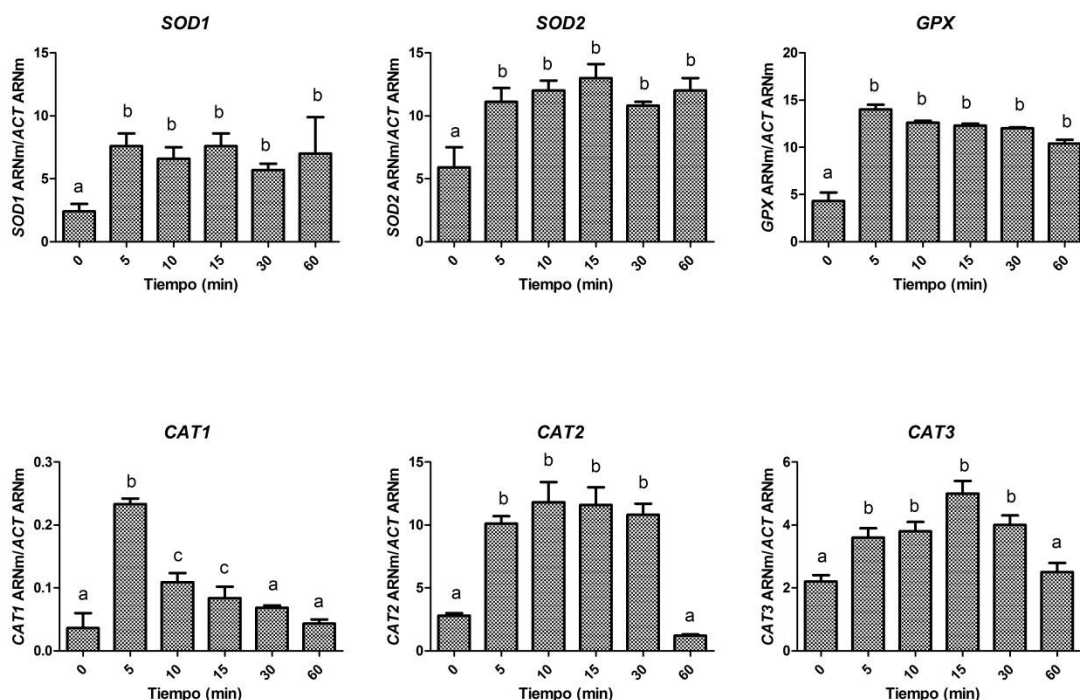 SOD1
SOD1 ARNm/ACT ARNm
15
10
5
0
a
b
b
b
b
b
0
5
10
15
30
60
Tiempo (min)
SOD2
SOD2 ARNm/ACT ARNm
15
10
5
0
a
b
b
b
b
b
0
5
10
15
30
60
Tiempo (min)
GPX
GPX ARNm/ACT ARNm
20
15
10
5
0
a
b
b
b
b
b
0
5
10
15
30
60
Tiempo (min)
CAT1
CAT1 ARNm/ACT ARNm
0.3
0.2
0.1
0.0
a
b
c
c
a
a
0
5
10
15
30
60
Tiempo (min)
CAT2
CAT2 ARNm/ACT ARNm
15
10
5
0
a
b
b
b
b
a
0
5
10
15
30
60
Tiempo (min)
CAT3
CAT3 ARNm/ACT ARNm
6
4
2
0
a
b
b
b
b
a
0
5
10
15
30
60
Tiempo (min)